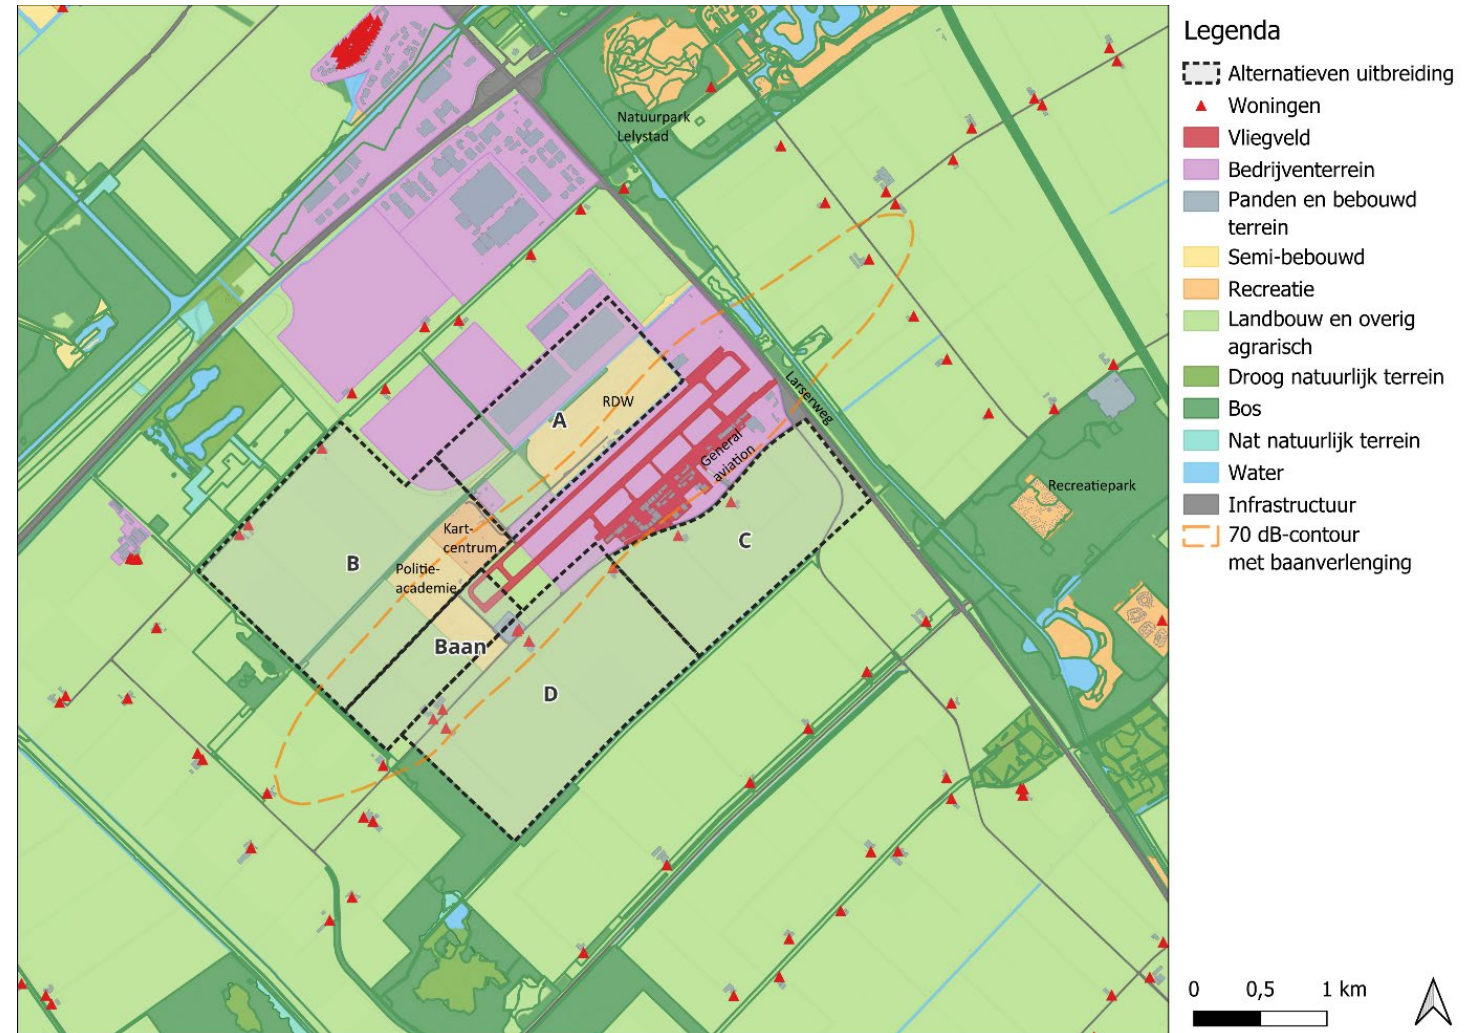 Natuurpark
Lelystad
Larserweg
RDW
A
General
aviation
Recreatiepark
Kart-
centrum
C
B
Politie-
academie
Baan
D
Legenda
Alternatieven uitbreiding
Woningen
Vliegveld
Bedrijventerrein
Panden en bebouwd
terrein
Semi-bebouwd
Recreatie
Landbouw en overig
agrarisch
Droog natuurlijk terrein
Bos
Nat natuurlijk terrein
Water
Infrastructuur
70 dB-contour
met baanverlenging
0 0,5 1 km